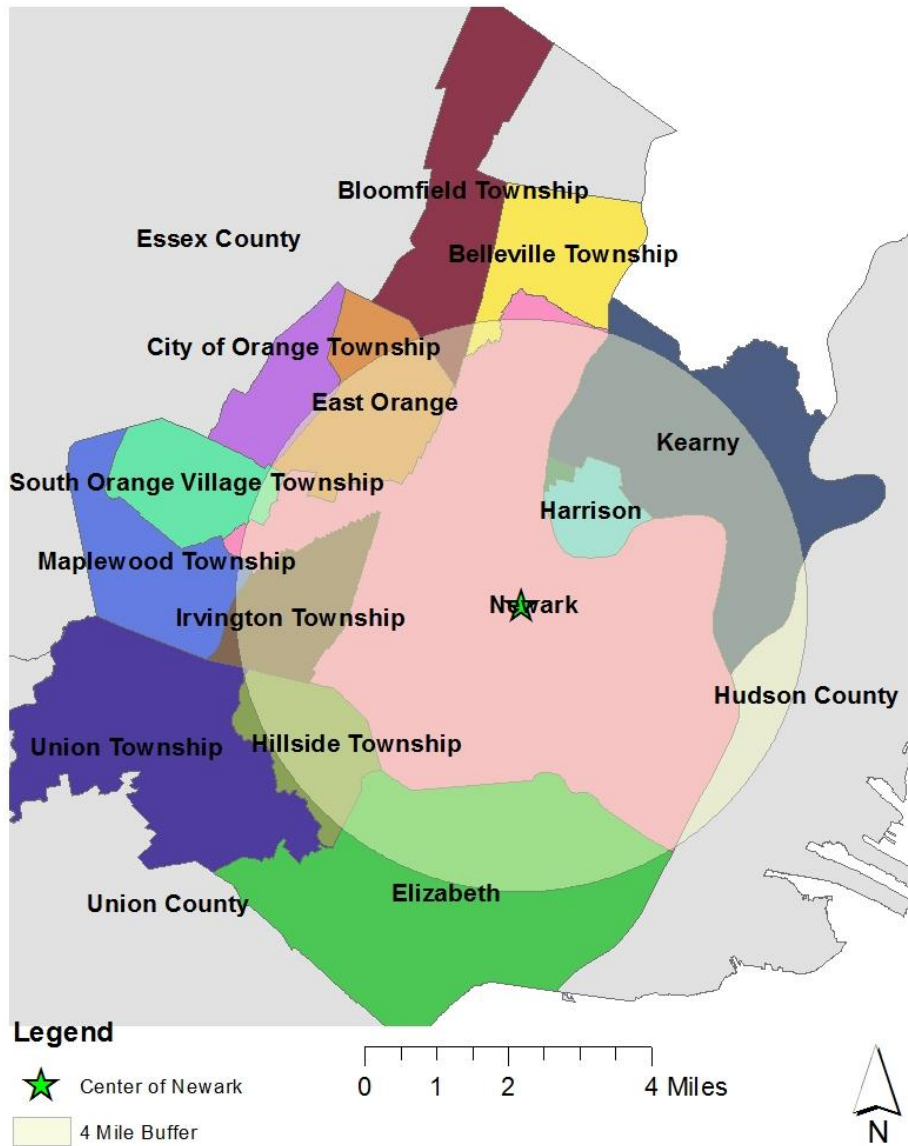 Bloomfield Township
Essex County
Belleville Township
City of Orange Township
East Orange
Kearny
South Orange Village Township
Harrison
Maplewood Township
Newark
Irvington Township
Hudson County
Union Township
Hillside Township
Elizabeth
Union County
Legend
Center of Newark
4 Mile Buffer
0 1 2 4 Miles
N